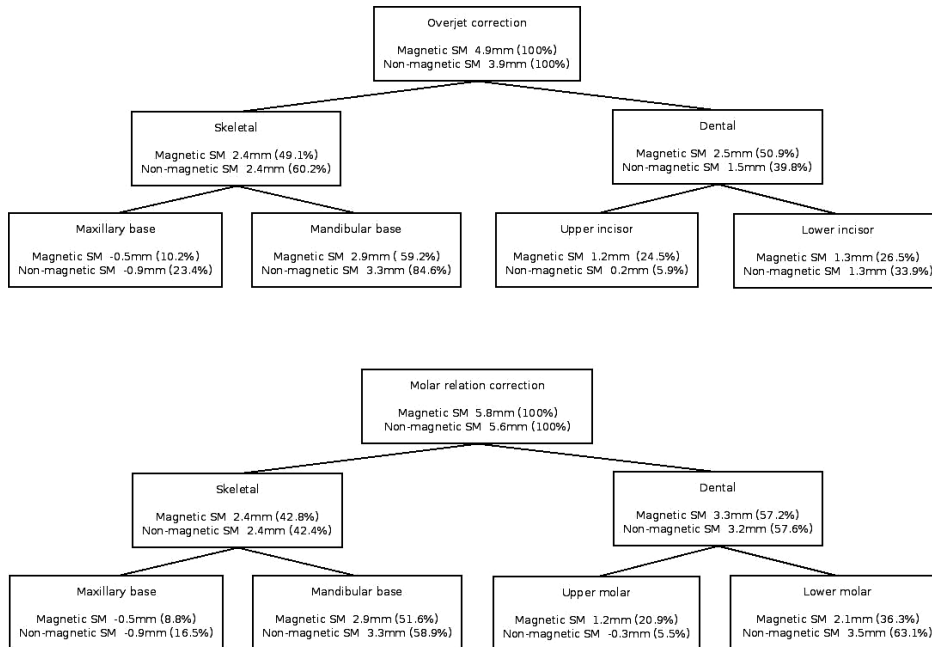 Overjet correction
Magnetic SM 4.9mm (100%)
Non-magnetic SM 3.9mm (100%)
Skeletal
Magnetic SM 2.4mm (49.1%)
Non-magnetic SM 2.4mm (60.2%)
Dental
Magnetic SM 2.5mm (50.9%)
Non-magnetic SM 1.5mm (39.8%)
Maxillary base
Magnetic SM -0.5mm (10.2%)
Non-magnetic SM -0.9mm (23.4%)
Mandibular base
Magnetic SM 2.9mm ( 59.2%)
Non-magnetic SM 3.3mm (84.6%)
Upper incisor
Magnetic SM 1.2mm (24.5%)
Non-magnetic SM 0.2mm (5.9%)
Lower incisor
Magnetic SM 1.3mm (26.5%)
Non-magnetic SM 1.3mm (33.9%)
Molar relation correction
Magnetic SM 5.8mm (100%)
Non-magnetic SM 5.6mm (100%)
Skeletal
Magnetic SM 2.4mm (42.8%)
Non-magnetic SM 2.4mm (42.4%)
Dental
Magnetic SM 3.3mm (57.2%)
Non-magnetic SM 3.2mm (57.6%)
Maxillary base
Magnetic SM -0.5mm (8.8%)
Non-magnetic SM -0.9mm (16.5%)
Mandibular base
Magnetic SM 2.9mm (51.6%)
Non-magnetic SM 3.3mm (58.9%)
Upper molar
Magnetic SM 1.2mm (20.9%)
Non-magnetic SM -0.3mm (5.5%)
Lower molar
Magnetic SM 2.1mm (36.3%)
Non-magnetic SM 3.5mm (63.1%)